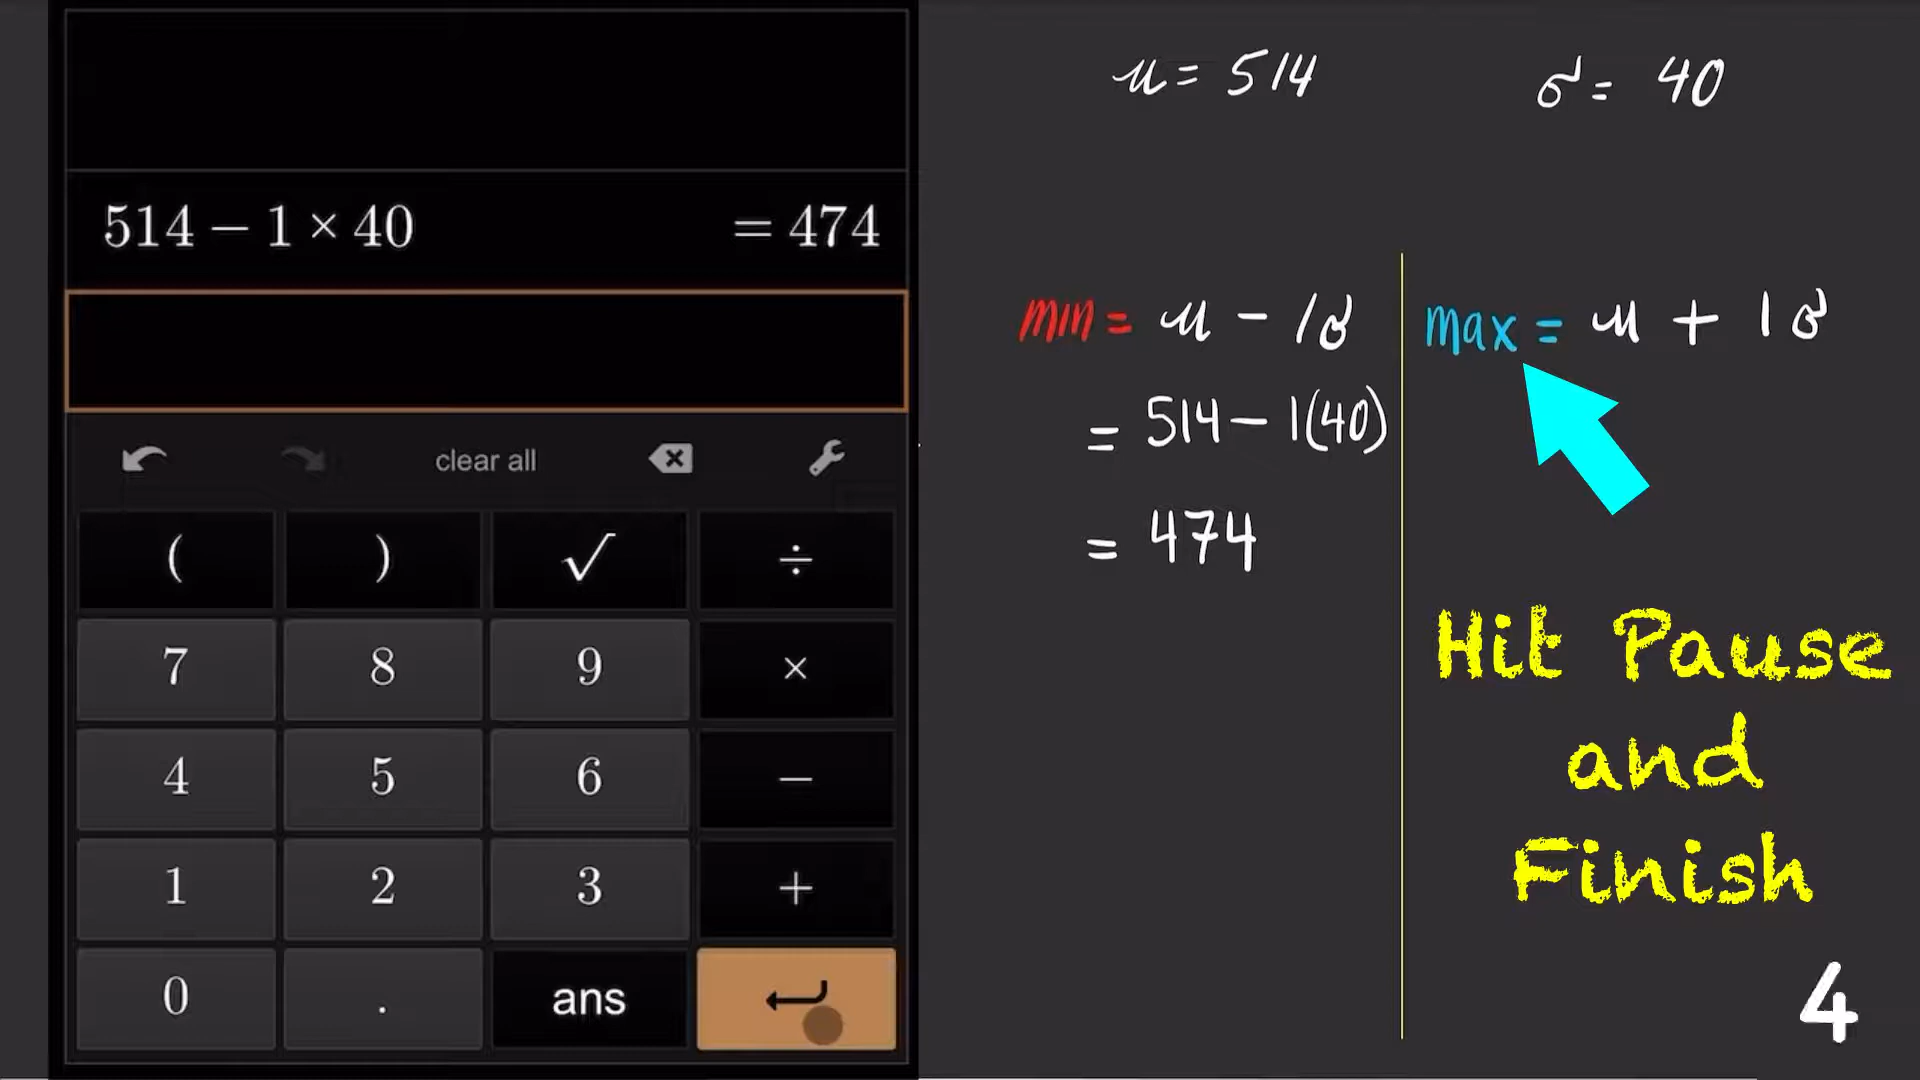 514 − 1 × 40 = 474
clear all
( ) √ ÷
7 8 9 ×
4 5 6 −
1 2 3 +
0 . ans
μ = 514
σ = 40
min = μ − 1σ
= 514 − 1(40)
= 474
max = μ + 1σ
Hit Pause
and
Finish
4